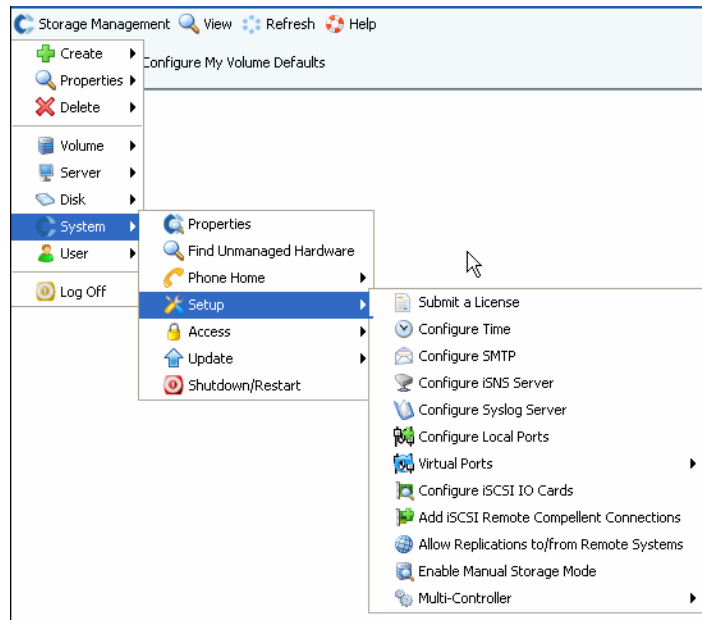 Storage Management View Refresh Help
Create
Configure My Volume Defaults
Properties
Delete
Volume
Server
Disk
System
User
Log Off
Properties
Find Unmanaged Hardware
Phone Home
Setup
Access
Update
Shutdown/Restart
Submit a License
Configure Time
Configure SMTP
Configure iSNS Server
Configure Syslog Server
Configure Local Ports
Virtual Ports
Configure iSCSI IO Cards
Add iSCSI Remote Compellent Connections
Allow Replications to/from Remote Systems
Enable Manual Storage Mode
Multi-Controller